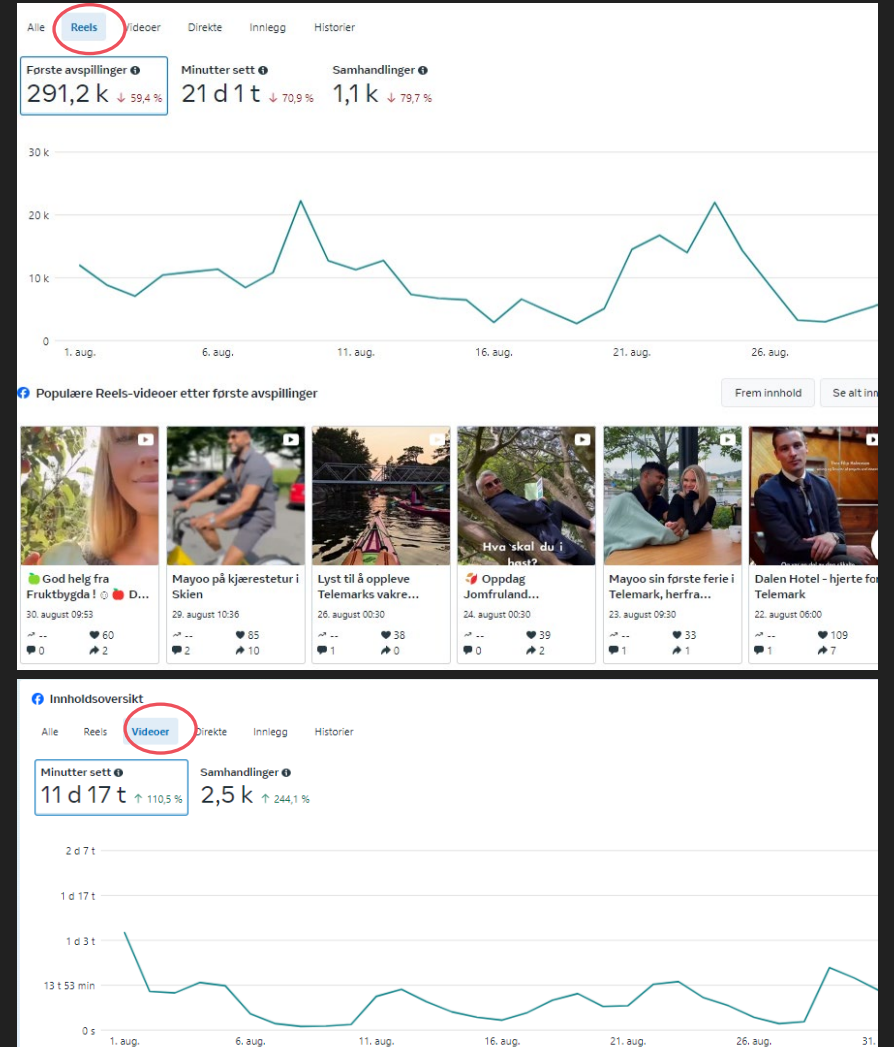 Alle Reels Videoer Direkte Innlegg Historier
Første avspillinger Minutter sett Samhandlinger
291,2 k ↓ 59,4 % 21 d 1 t ↓ 70,9 % 1,1 k ↓ 79,7 %
30 k
20 k
10 k
0
1. aug. 6. aug. 11. aug. 16. aug. 21. aug. 26. aug.
Populære Reels-videoer etter første avspillinger Frem innhold Se alt inn
Hva skal du i
høst?
🍏 God helg fra
Fruktbygda ! ☺ 🍎 D...
30. august 09:53
-- 60
0 2
Mayoo på kjærestetur i
Skien
29. august 10:36
-- 85
2 10
Lyst til å oppleve
Telemarks vakre...
26. august 00:30
-- 38
1 0
Oppdag
Jomfruland...
24. august 00:30
-- 39
0 2
Mayoo sin første ferie i
Telemark, herfra...
23. august 09:30
-- 33
1 1
Dalen Hotel - hjerte for
Telemark
22. august 06:00
-- 109
1 7
Innholdsoversikt
Alle Reels Videoer Direkte Innlegg Historier
Minutter sett Samhandlinger
11 d 17 t ↑ 110,5 % 2,5 k ↑ 244,1 %
2 d 7 t
1 d 17 t
1 d 3 t
13 t 53 min
0 s
1. aug. 6. aug. 11. aug. 16. aug. 21. aug. 26. aug. 31.